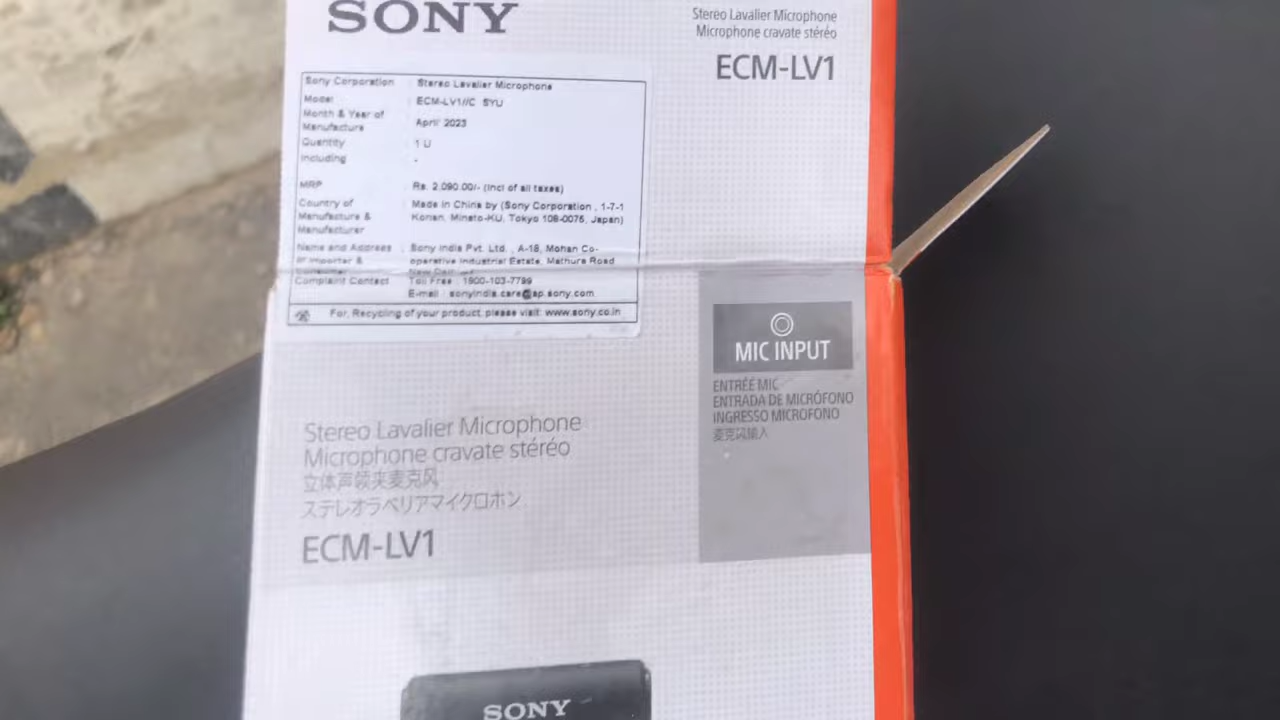 SONY
Stereo Lavalier Microphone
Microphone cravate stéréo
ECM-LV1
Sony Corporation : Stereo Lavalier Microphone
Model : ECM-LV1//C SYU
Month & Year of
Manufacture : April 2023
Quantity : 1 U
Including : -
MRP : Rs. 2,090.00/- (Incl of all taxes)
Country of : Made in China by (Sony Corporation , 1-7-1
Manufacture & Konan, Minato-KU, Tokyo 108-0075, Japan)
Manufacturer
Name and Address : Sony India Pvt. Ltd. , A-18, Mohan Co-
of Importer & operative Industrial Estate, Mathura Road
Consumer New
Complaint Contact Toll Free : 1800-103-7799
E-mail : sonyindia.care@ap.sony.com
For, Recycling of your product, please visit: www.sony.co.in
MIC INPUT
ENTRÉE MIC
ENTRADA DE MICRÓFONO
INGRESSO MICROFONO
麦克风输入
Stereo Lavalier Microphone
Microphone cravate stéréo
立体声领夹麦克风
ステレオラベリアマイクロホン
ECM-LV1
SONY